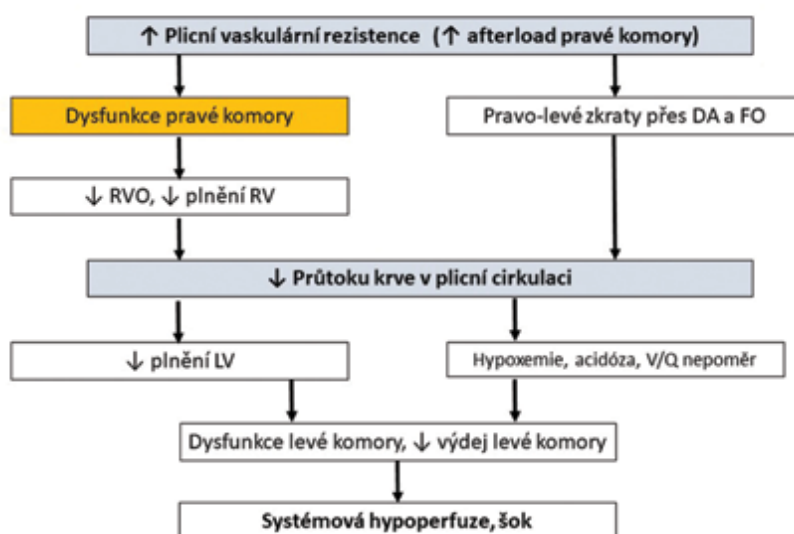 ↑ Plicní vaskulární rezistence (↑ afterload pravé komory)
Dysfunkce pravé komory
Pravo-levé zkraty přes DA a FO
↓ RVO, ↓ plnění RV
↓ Průtoku krve v plicní cirkulaci
↓ plnění LV
Hypoxemie, acidóza, V/Q nepoměr
Dysfunkce levé komory, ↓ výdej levé komory
Systémová hypoperfuze, šok